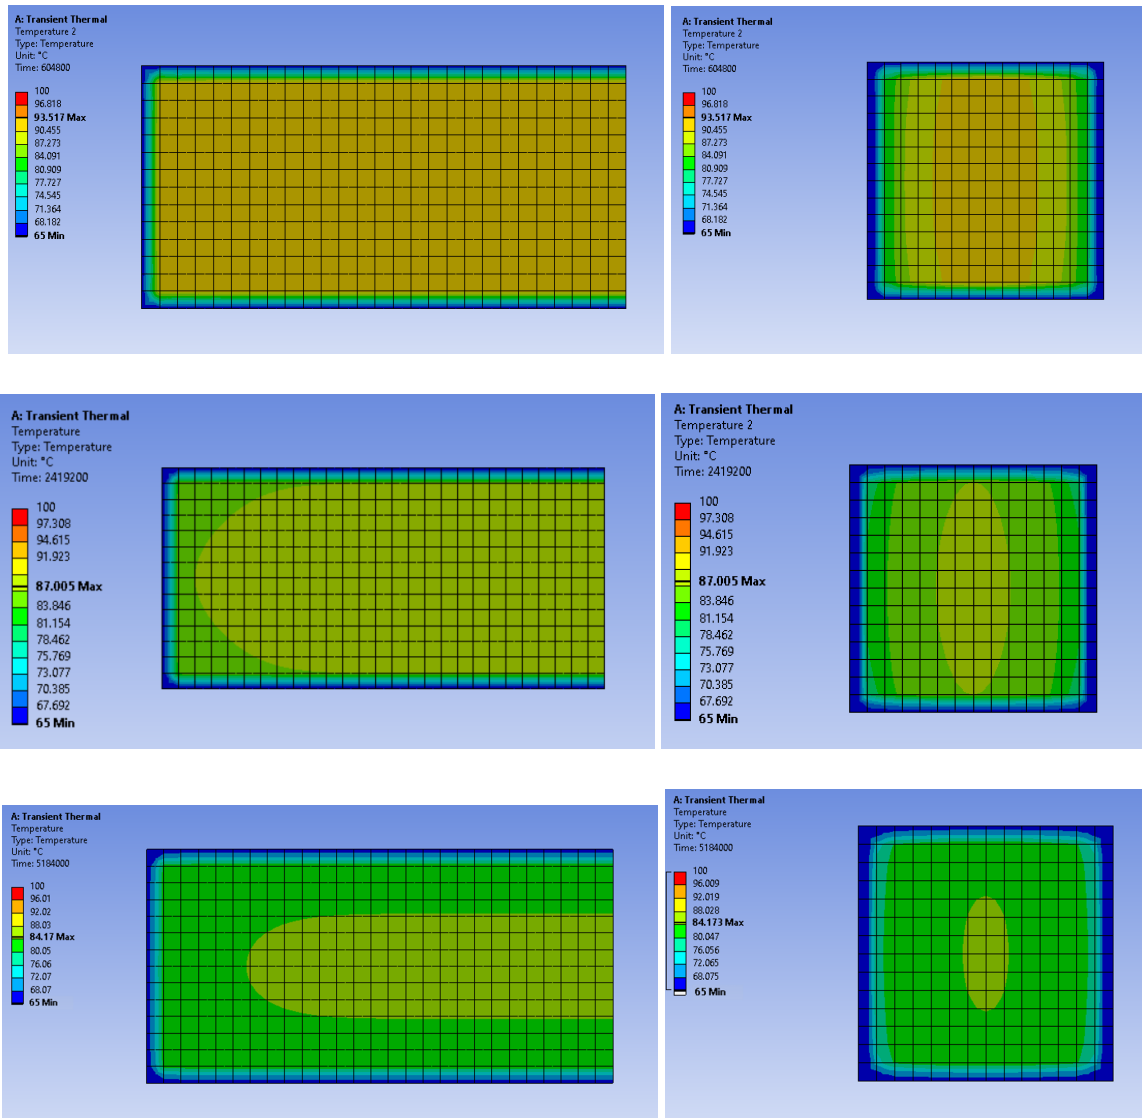 A: Transient Thermal
Temperature 2
Type: Temperature
Unit: °C
Time: 604800
100
96.818
93.517 Max
90.455
87.273
84.091
80.909
77.727
74.545
71.364
68.182
65 Min
A: Transient Thermal
Temperature 2
Type: Temperature
Unit: °C
Time: 604800
100
96.818
93.517 Max
90.455
87.273
84.091
80.909
77.727
74.545
71.364
68.182
65 Min
A: Transient Thermal
Temperature
Type: Temperature
Unit: °C
Time: 2419200
100
97.308
94.615
91.923
87.005 Max
83.846
81.154
78.462
75.769
73.077
70.385
67.692
65 Min
A: Transient Thermal
Temperature 2
Type: Temperature
Unit: °C
Time: 2419200
100
97.308
94.615
91.923
87.005 Max
83.846
81.154
78.462
75.769
73.077
70.385
67.692
65 Min
A: Transient Thermal
Temperature
Type: Temperature
Unit: °C
Time: 5184000
100
96.01
92.02
88.03
84.17 Max
80.05
76.06
72.07
68.07
65 Min
A: Transient Thermal
Temperature
Type: Temperature
Unit: °C
Time: 5184000
100
96.009
92.019
88.028
84.173 Max
80.047
76.056
72.065
68.075
65 Min